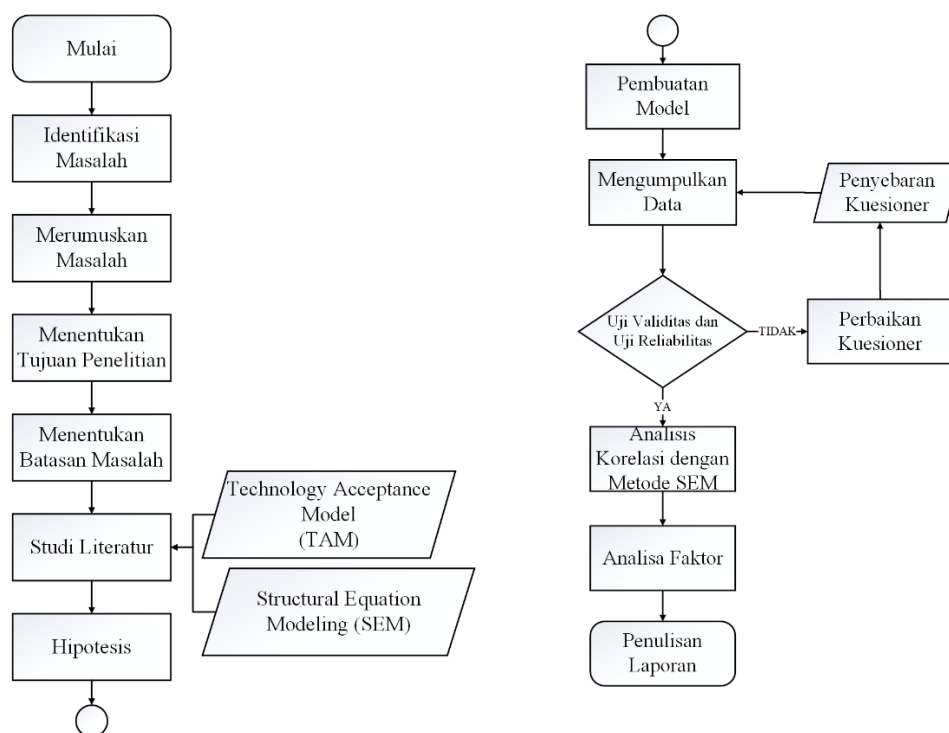 Mulai
Identifikasi
Masalah
Merumuskan
Masalah
Menentukan
Tujuan Penelitian
Menentukan
Batasan Masalah
Studi Literatur
Technology Acceptance
Model
(TAM)
Structural Equation
Modeling (SEM)
Hipotesis
Pembuatan
Model
Mengumpulkan
Data
Penyebaran
Kuesioner
Uji Validitas dan
Uji Reliabilitas
TIDAK
Perbaikan
Kuesioner
YA
Analisis
Korelasi dengan
Metode SEM
Analisa Faktor
Penulisan
Laporan